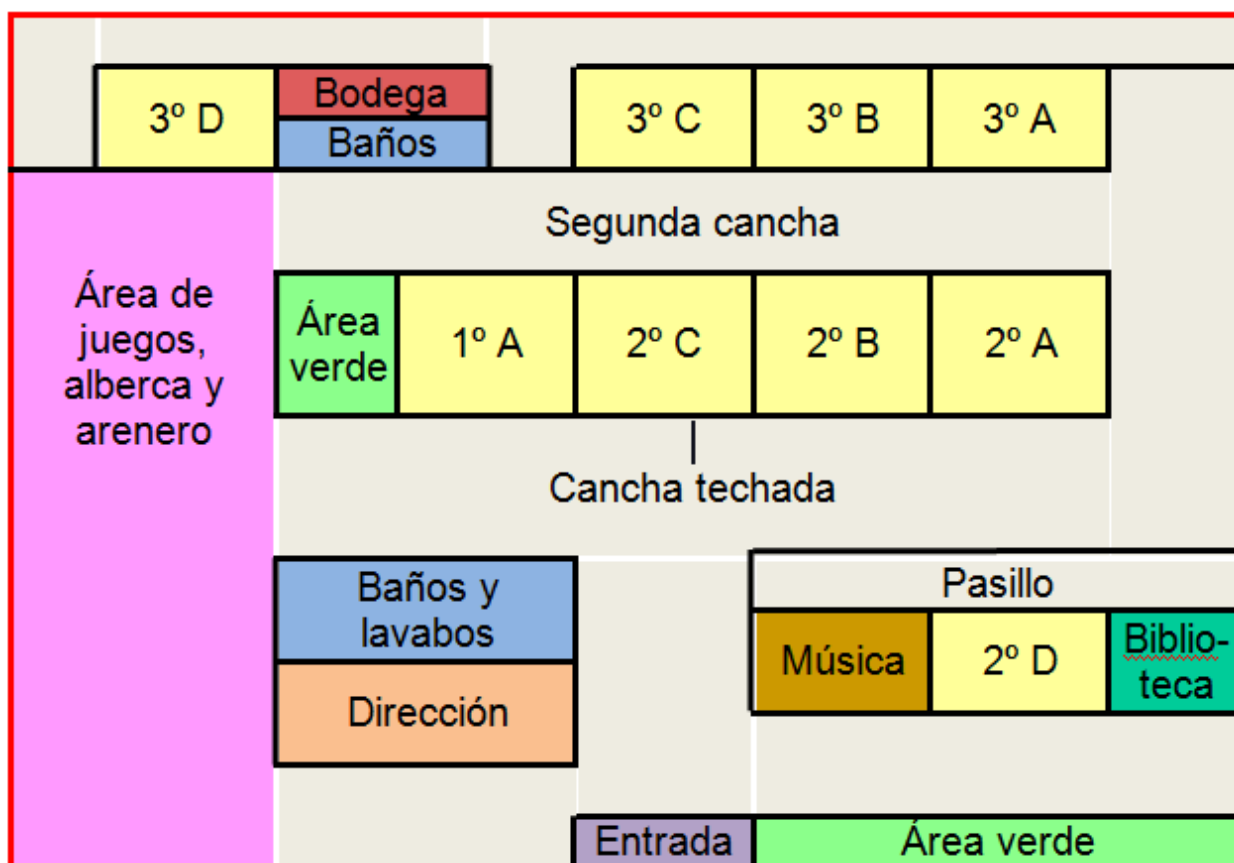 3º D
Bodega
Baños
3º C
3º B
3º A
Segunda cancha
Área de
juegos,
alberca y
arenero
Área
verde
1º A
2º C
2º B
2º A
Cancha techada
Baños y
lavabos
Dirección
Pasillo
Música
2º D
Biblio-
teca
Entrada
Área verde